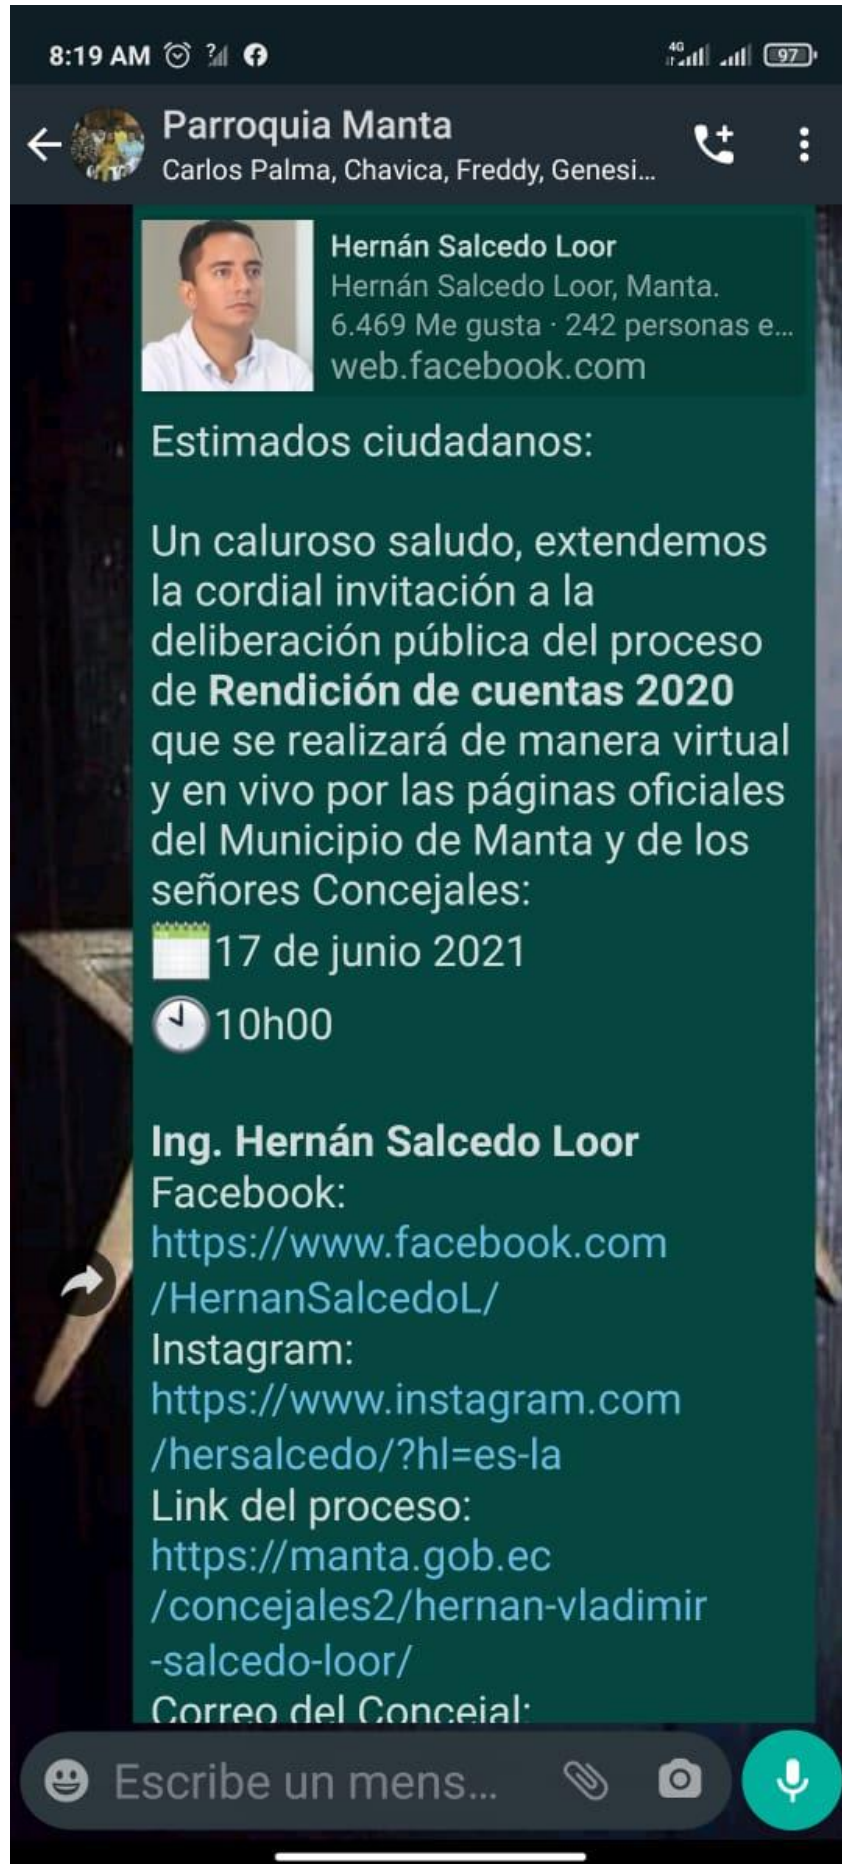 8:19 AM
4G
97
Parroquia Manta
Carlos Palma, Chavica, Freddy, Genesi...
Hernán Salcedo Loor
Hernán Salcedo Loor, Manta.
6.469 Me gusta · 242 personas e...
web.facebook.com
Estimados ciudadanos:
Un caluroso saludo, extendemos
la cordial invitación a la
deliberación pública del proceso
de Rendición de cuentas 2020
que se realizará de manera virtual
y en vivo por las páginas oficiales
del Municipio de Manta y de los
señores Concejales:
17 de junio 2021
10h00
Ing. Hernán Salcedo Loor
Facebook:
https://www.facebook.com
/HernanSalcedoL/
Instagram:
https://www.instagram.com
/hersalcedo/?hl=es-la
Link del proceso:
https://manta.gob.ec
/concejales2/hernan-vladimir
-salcedo-loor/
Correo del Concejal:
Escribe un mens...